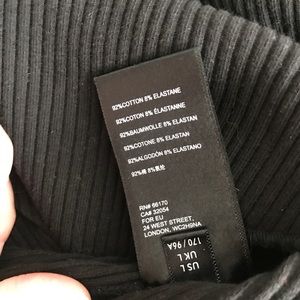 92%COTTON 8% ELASTANE
92%COTON 8% ÉLASTANNE
92%BAUMWOLLE 8% ELASTAN
92%COTONE 8% ELASTAN
92%ALGODÓN 8% ELASTANO
92%棉 8%氨纶
RN# 66170
CA# 32054
FOR EU
24 WEST STREET,
LONDON, WC2H9NA
US L
UK L
170 / 96A